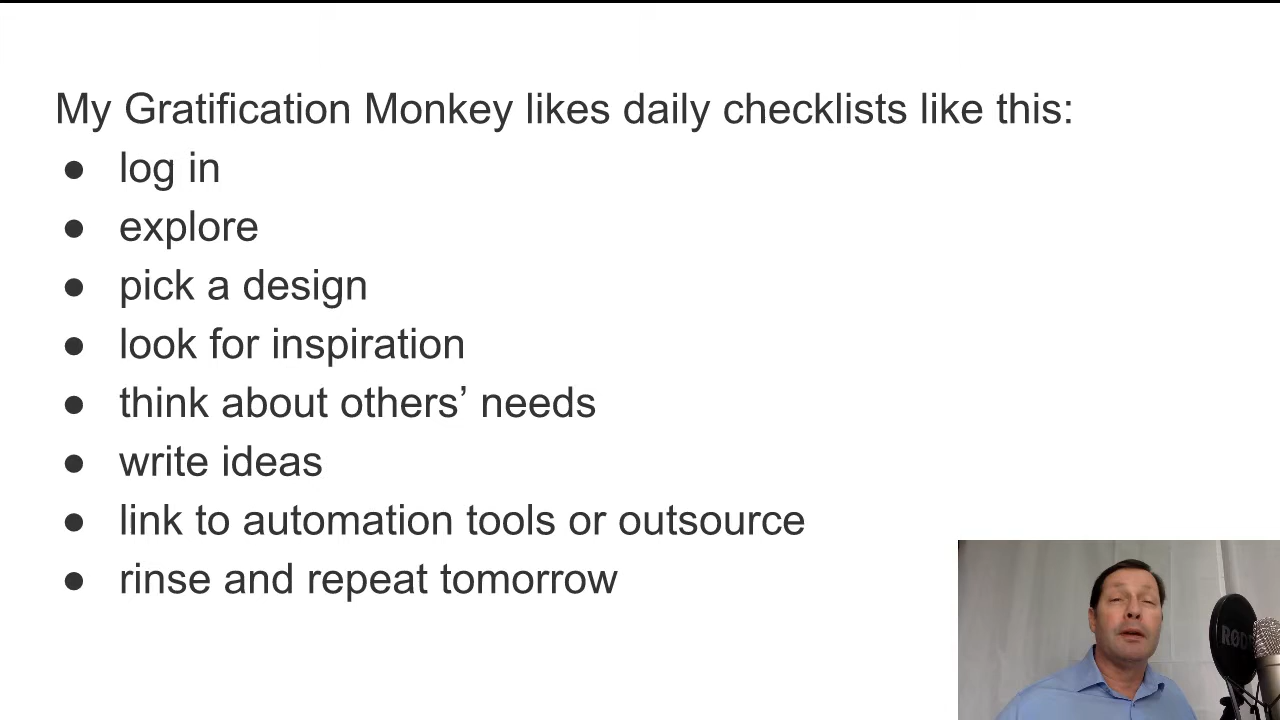 My Gratification Monkey likes daily checklists like this:
● log in
● explore
● pick a design
● look for inspiration
● think about others’ needs
● write ideas
● link to automation tools or outsource
● rinse and repeat tomorrow
RØDE